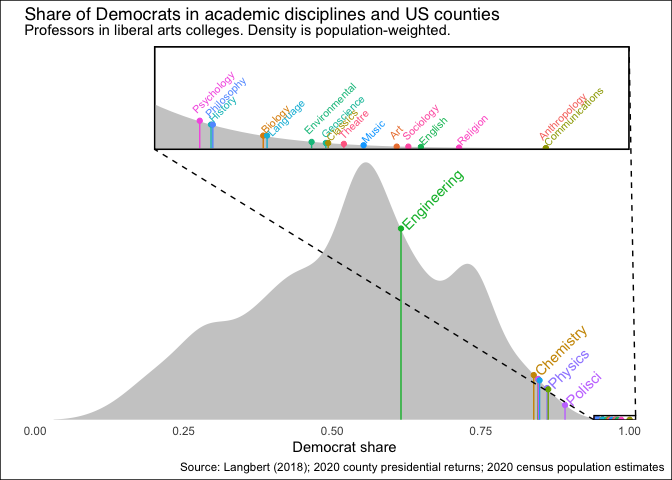 Share of Democrats in academic disciplines and US counties
Professors in liberal arts colleges. Density is population-weighted.
Psychology
Philosophy
History
Biology
Language
Environmental
Geoscience
Classics
Theatre
Music
Art
Sociology
English
Religion
Anthropology
Communications
Engineering
Chemistry
Physics
Polisci
0.00
0.25
0.50
0.75
1.00
Democrat share
Source: Langbert (2018); 2020 county presidential returns; 2020 census population estimates